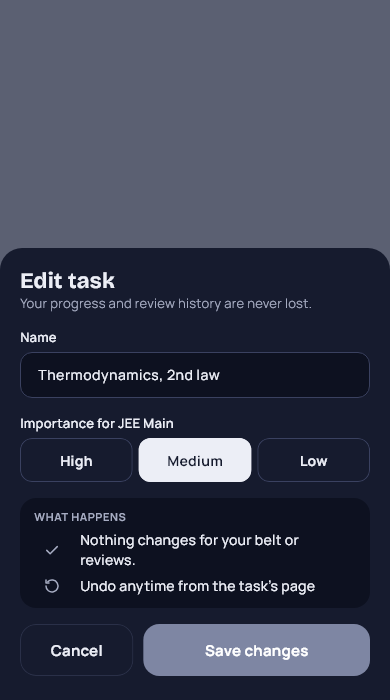 Edit task
Your progress and review history are never lost.
Name
Thermodynamics, 2nd law
Importance for JEE Main
High
Medium
Low
WHAT HAPPENS
Nothing changes for your belt or
reviews.
Undo anytime from the task's page
Cancel
Save changes